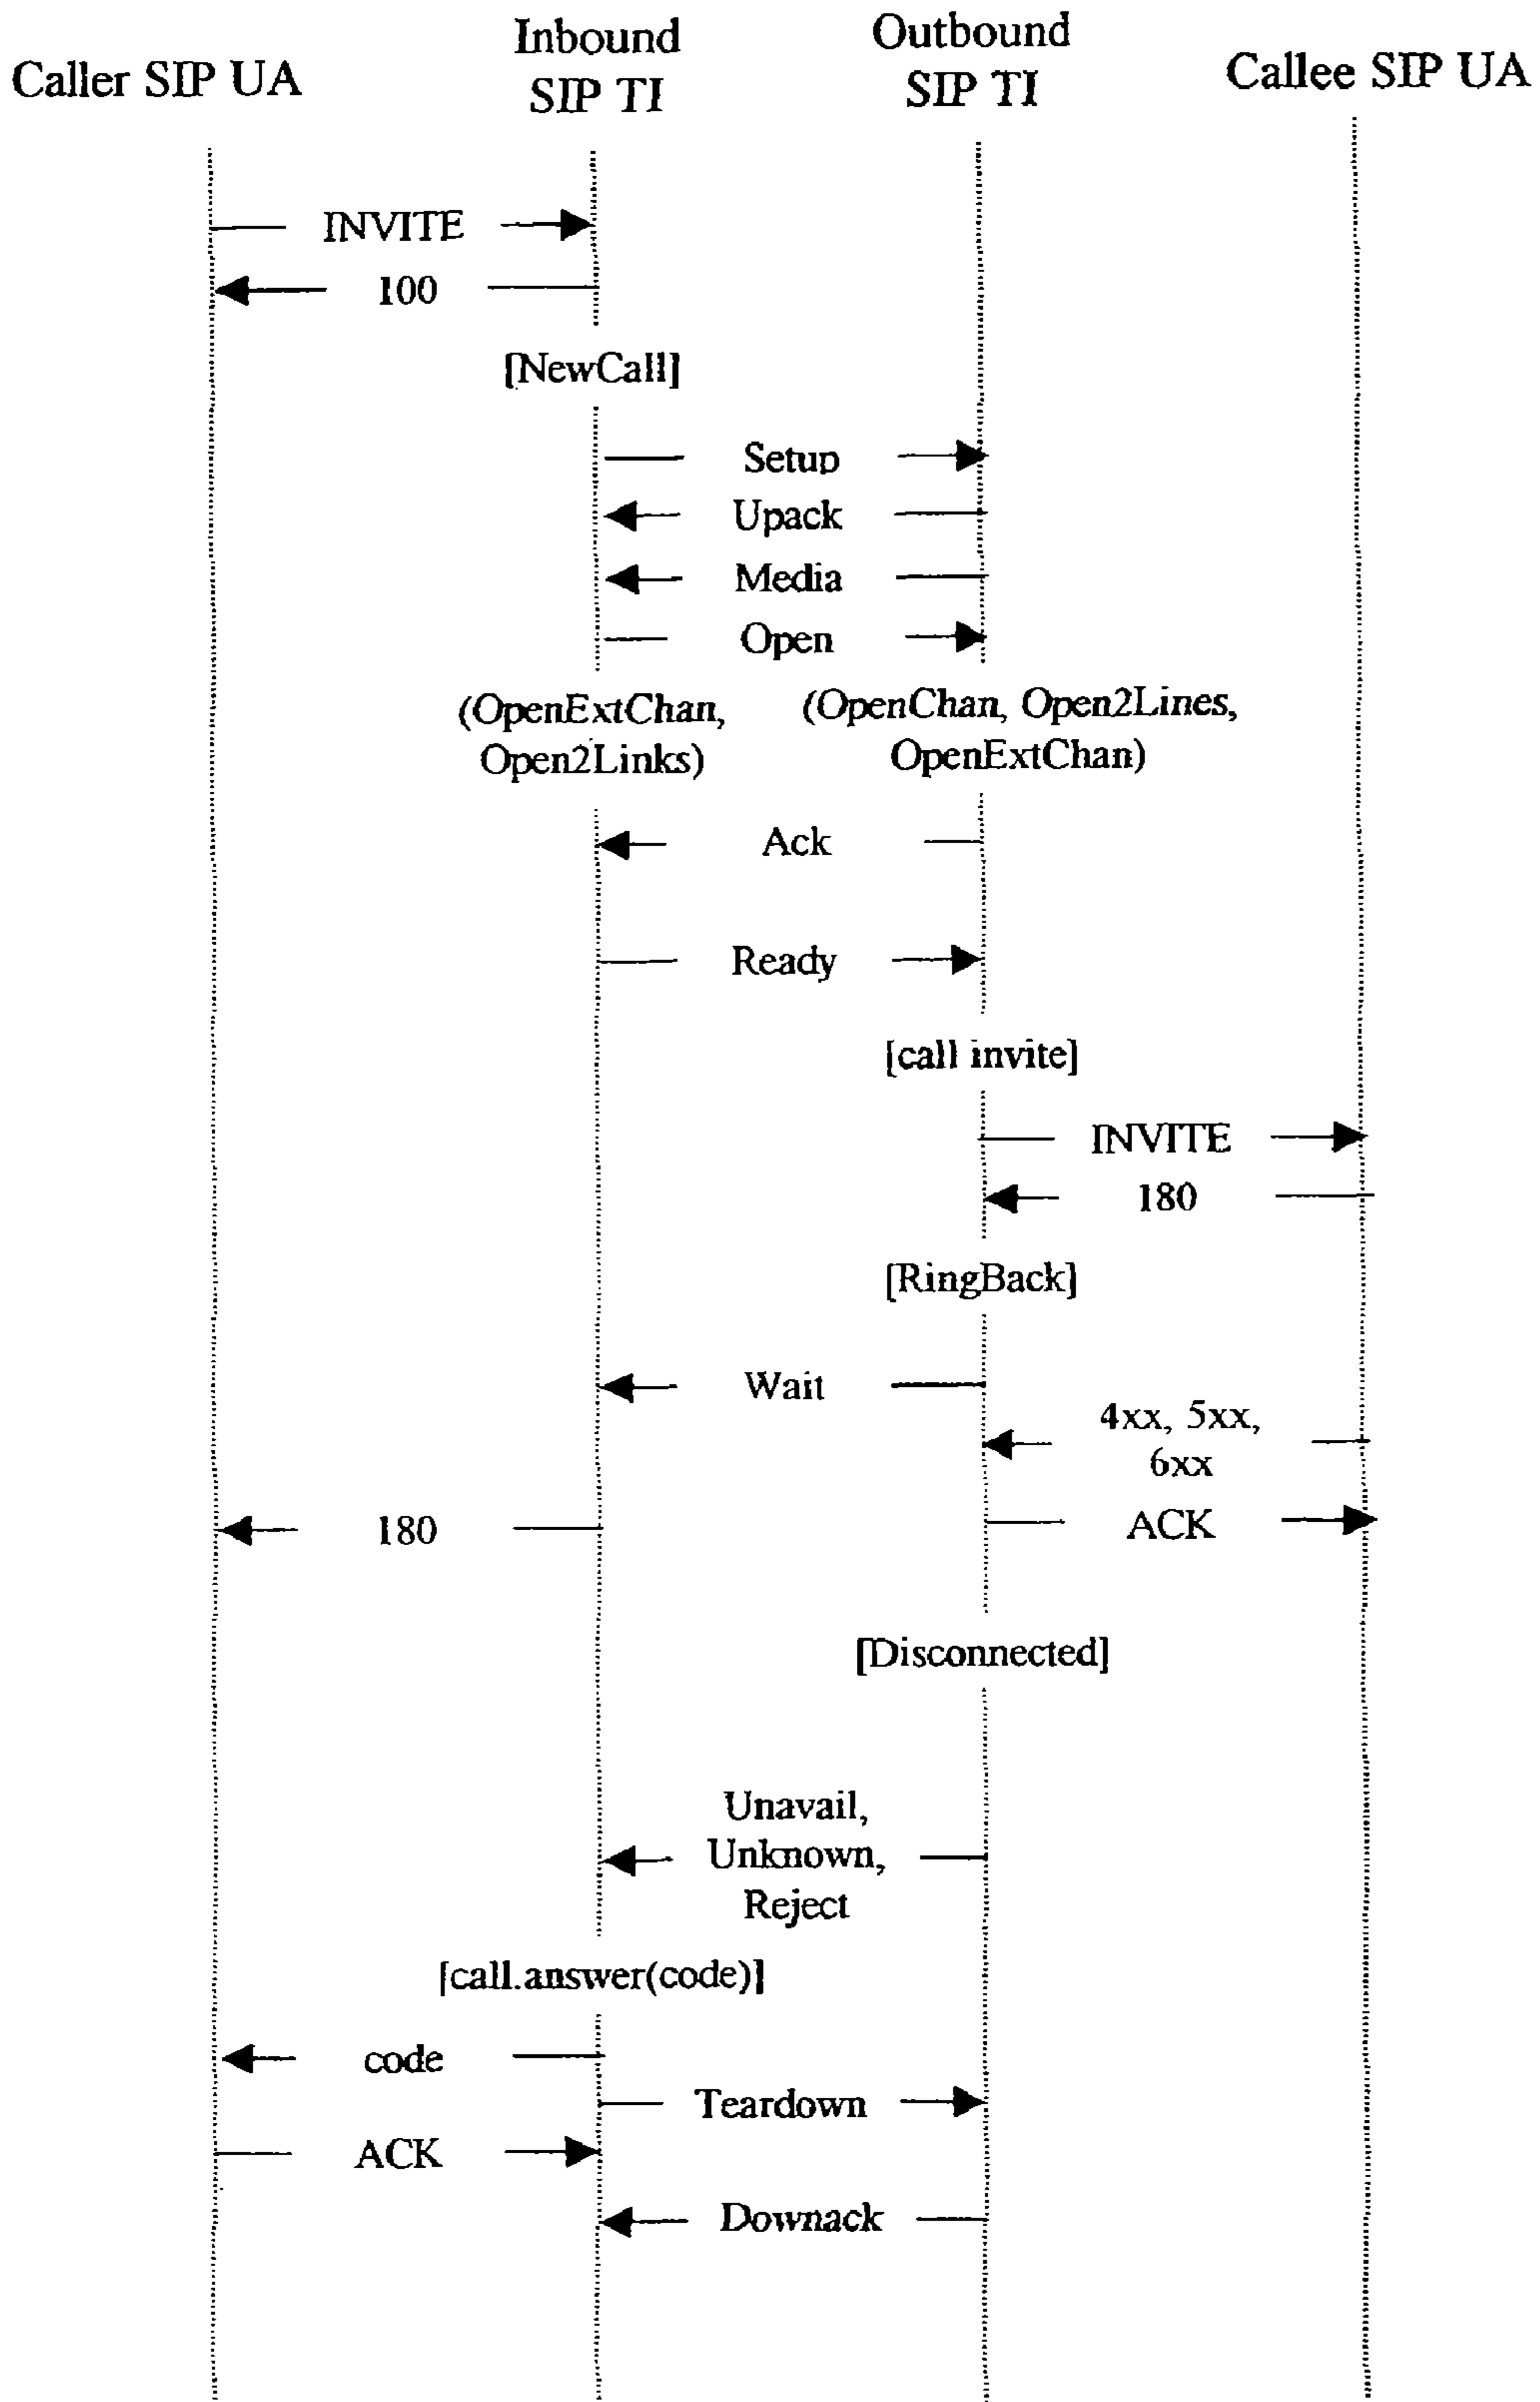 Caller SIP UA
Inbound
SIP TI
Outbound
SIP TI
Callee SIP UA
INVITE
100
[NewCall]
Setup
Upack
Media
Open
(OpenExtChan,
Open2Links)
(OpenChan, Open2Lines,
OpenExtChan)
Ack
Ready
[call invite]
INVITE
180
[RingBack]
Wait
4xx, 5xx,
6xx
180
ACK
[Disconnected]
Unavail,
Unknown,
Reject
[call.answer(code)]
code
Teardown
ACK
Downack